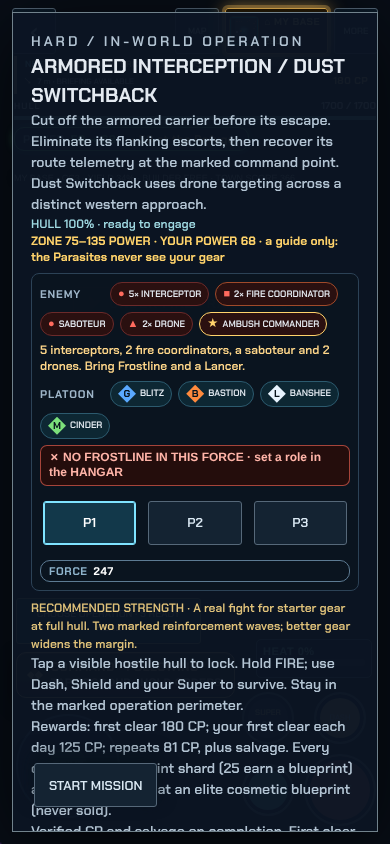 HARD / IN-WORLD OPERATION
ARMORED INTERCEPTION / DUST
SWITCHBACK
Cut off the armored carrier before its escape.
Eliminate its flanking escorts, then recover its
route telemetry at the marked command point.
Dust Switchback uses drone targeting across a
distinct western approach.
HULL 100% · ready to engage
ZONE 75–135 POWER · YOUR POWER 68 · a guide only:
the Parasites never see your gear
ENEMY
5× INTERCEPTOR
2× FIRE COORDINATOR
SABOTEUR
2× DRONE
★ AMBUSH COMMANDER
5 interceptors, 2 fire coordinators, a saboteur and 2
drones. Bring Frostline and a Lancer.
PLATOON
G BLITZ
B BASTION
L BANSHEE
M CINDER
✕ NO FROSTLINE IN THIS FORCE · set a role in
the HANGAR
P1
P2
P3
FORCE 247
RECOMMENDED STRENGTH · A real fight for starter gear
at full hull. Two marked reinforcement waves; better gear
widens the margin.
Tap a visible hostile hull to lock. Hold FIRE; use
Dash, Shield and your Super to survive. Stay in
the marked operation perimeter.
Rewards: first clear 180 CP; your first clear each
day 125 CP; repeats 81 CP, plus salvage. Every
int shard (25 earn a blueprint)
START MISSION
at an elite cosmetic blueprint
(never sold).
Verified CP and salvage on completion. First clear